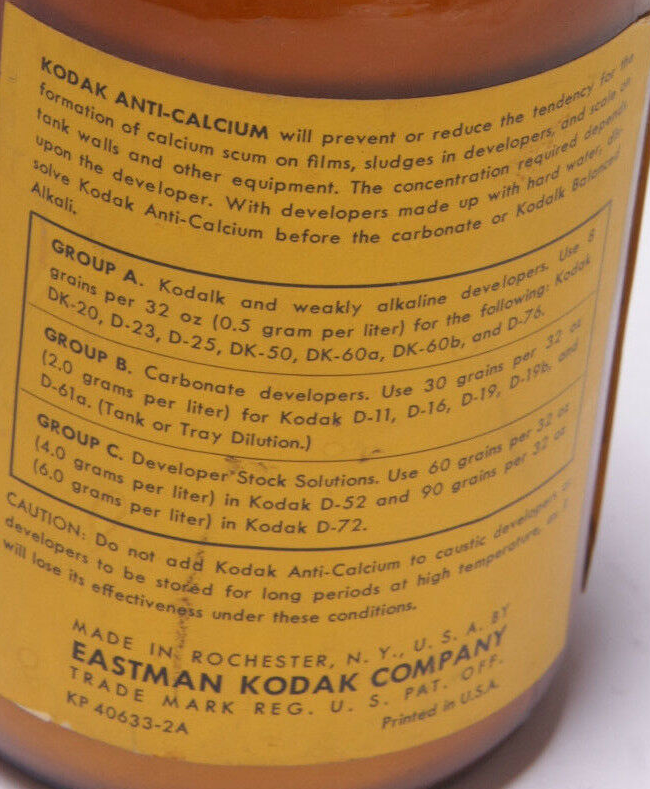 KODAK ANTI-CALCIUM will prevent or reduce the tendency for the
formation of calcium scum on films, sludges in developers, and scale on
tank walls and other equipment. The concentration required depends
upon the developer. With developers made up with hard water, dis-
solve Kodak Anti-Calcium before the carbonate or Kodalk Balanced
Alkali.
GROUP A. Kodalk and weakly alkaline developers. Use 8
grains per 32 oz (0.5 gram per liter) for the following: Kodak
DK-20, D-23, D-25, DK-50, DK-60a, DK-60b, and D-76.
GROUP B. Carbonate developers. Use 30 grains per 32 oz
(2.0 grams per liter) for Kodak D-11, D-16, D-19, D-19b, and
D-61a. (Tank or Tray Dilution.)
GROUP C. Developer Stock Solutions. Use 60 grains per 32 oz
(4.0 grams per liter) in Kodak D-52 and 90 grains per 32 oz
(6.0 grams per liter) in Kodak D-72.
CAUTION: Do not add Kodak Anti-Calcium to caustic developers or
developers to be stored for long periods at high temperature, as it
will lose its effectiveness under these conditions.
MADE IN ROCHESTER, N. Y., U. S. A. BY
EASTMAN KODAK COMPANY
TRADE MARK REG. U. S. PAT. OFF.
KP 40633-2A
Printed in U.S.A.